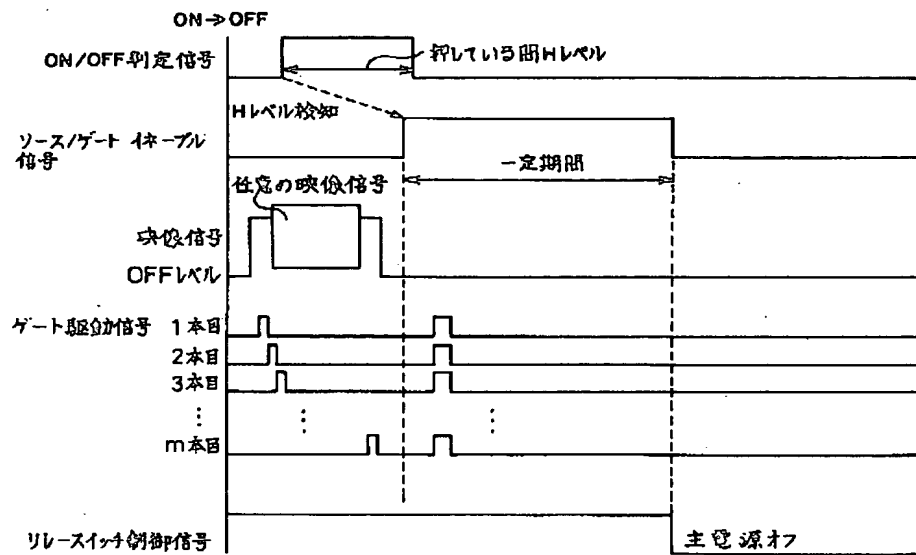 ON→OFF
ON/OFF判定信号
押している間Hレベル
Hレベル検知
ソース/ゲート イネーブル
信号
一定期間
任意の映像信号
映像信号
OFFレベル
ゲート駆動信号 1本目
2本目
3本目
⋮ ⋮ ⋮
m本目
リレースイッチ制御信号
主電源オフ